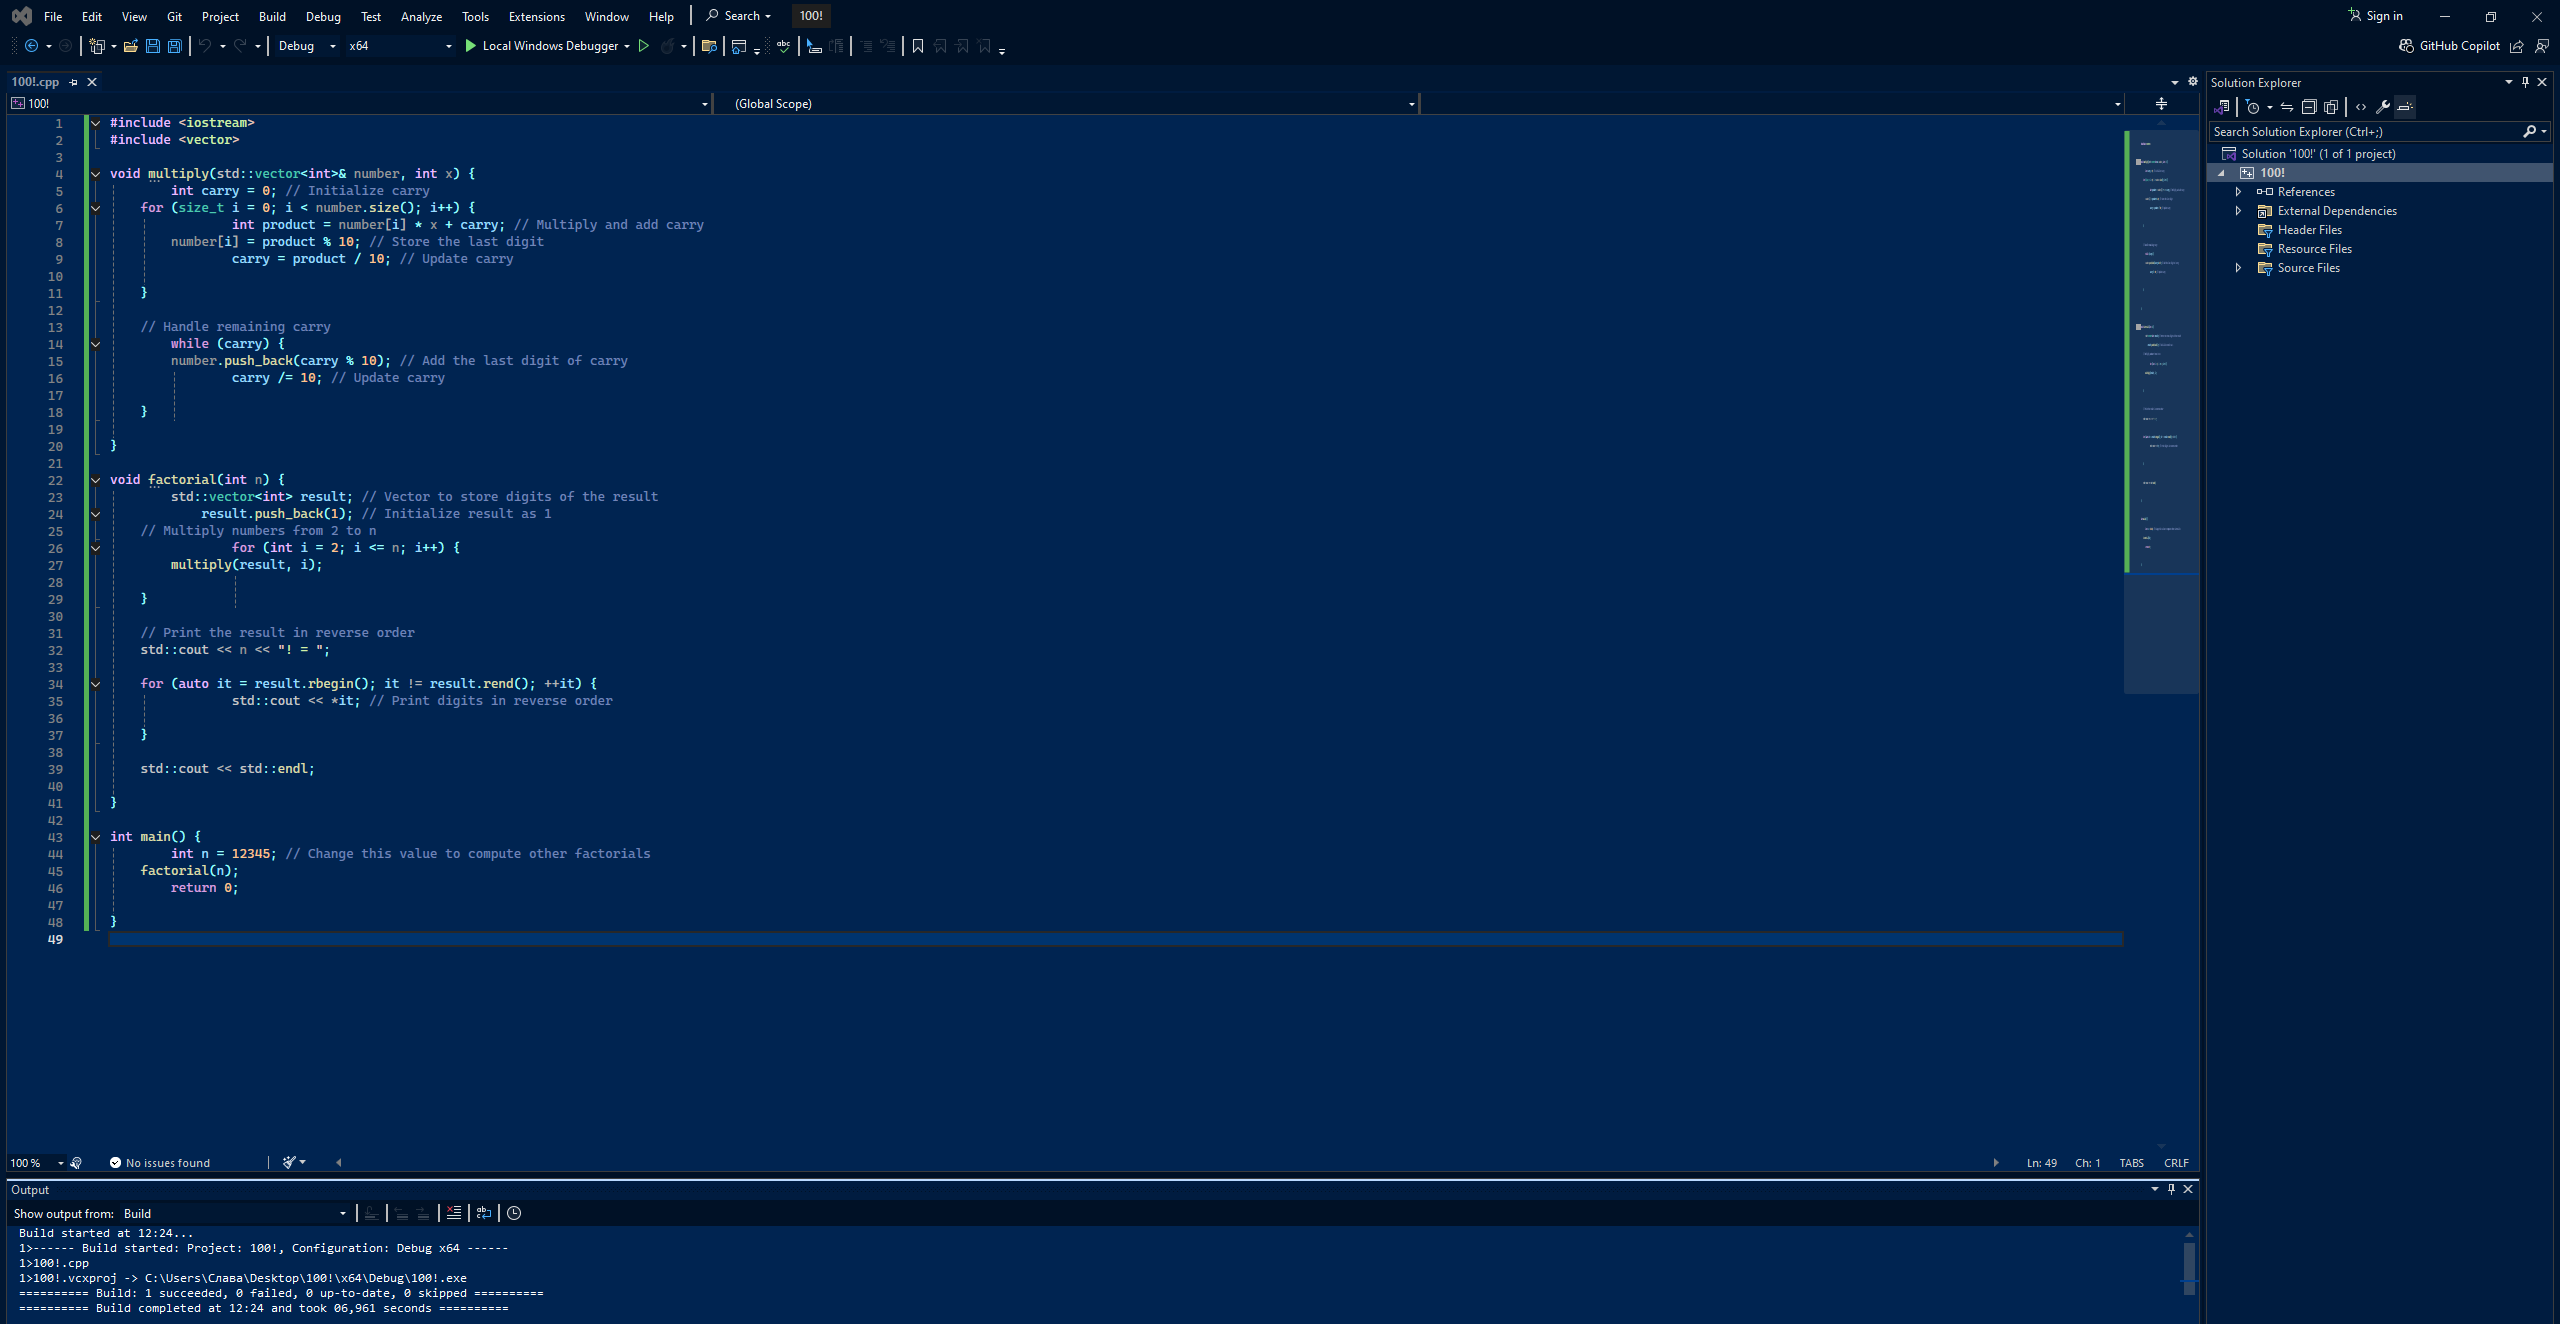 File Edit View Git Project Build Debug Test Analyze Tools Extensions Window Help Search 100! Sign in
Debug x64 Local Windows Debugger GitHub Copilot
100!.cpp
100! (Global Scope)
1 #include <iostream>
2 #include <vector>
3
4 void multiply(std::vector<int>& number, int x) {
5 int carry = 0; // Initialize carry
6 for (size_t i = 0; i < number.size(); i++) {
7 int product = number[i] * x + carry; // Multiply and add carry
8 number[i] = product % 10; // Store the last digit
9 carry = product / 10; // Update carry
10
11 }
12
13 // Handle remaining carry
14 while (carry) {
15 number.push_back(carry % 10); // Add the last digit of carry
16 carry /= 10; // Update carry
17
18 }
19
20 }
21
22 void factorial(int n) {
23 std::vector<int> result; // Vector to store digits of the result
24 result.push_back(1); // Initialize result as 1
25 // Multiply numbers from 2 to n
26 for (int i = 2; i <= n; i++) {
27 multiply(result, i);
28
29 }
30
31 // Print the result in reverse order
32 std::cout << n << "! = ";
33
34 for (auto it = result.rbegin(); it != result.rend(); ++it) {
35 std::cout << *it; // Print digits in reverse order
36
37 }
38
39 std::cout << std::endl;
40
41 }
42
43 int main() {
44 int n = 12345; // Change this value to compute other factorials
45 factorial(n);
46 return 0;
47
48 }
49
100 % No issues found Ln: 49 Ch: 1 TABS CRLF
Output
Show output from: Build
Build started at 12:24...
1>------ Build started: Project: 100!, Configuration: Debug x64 ------
1>100!.cpp
1>100!.vcxproj -> C:\Users\Слава\Desktop\100!\x64\Debug\100!.exe
========== Build: 1 succeeded, 0 failed, 0 up-to-date, 0 skipped ==========
========== Build completed at 12:24 and took 06,961 seconds ==========
Solution Explorer
Search Solution Explorer (Ctrl+;)
Solution '100!' (1 of 1 project)
100!
References
External Dependencies
Header Files
Resource Files
Source Files